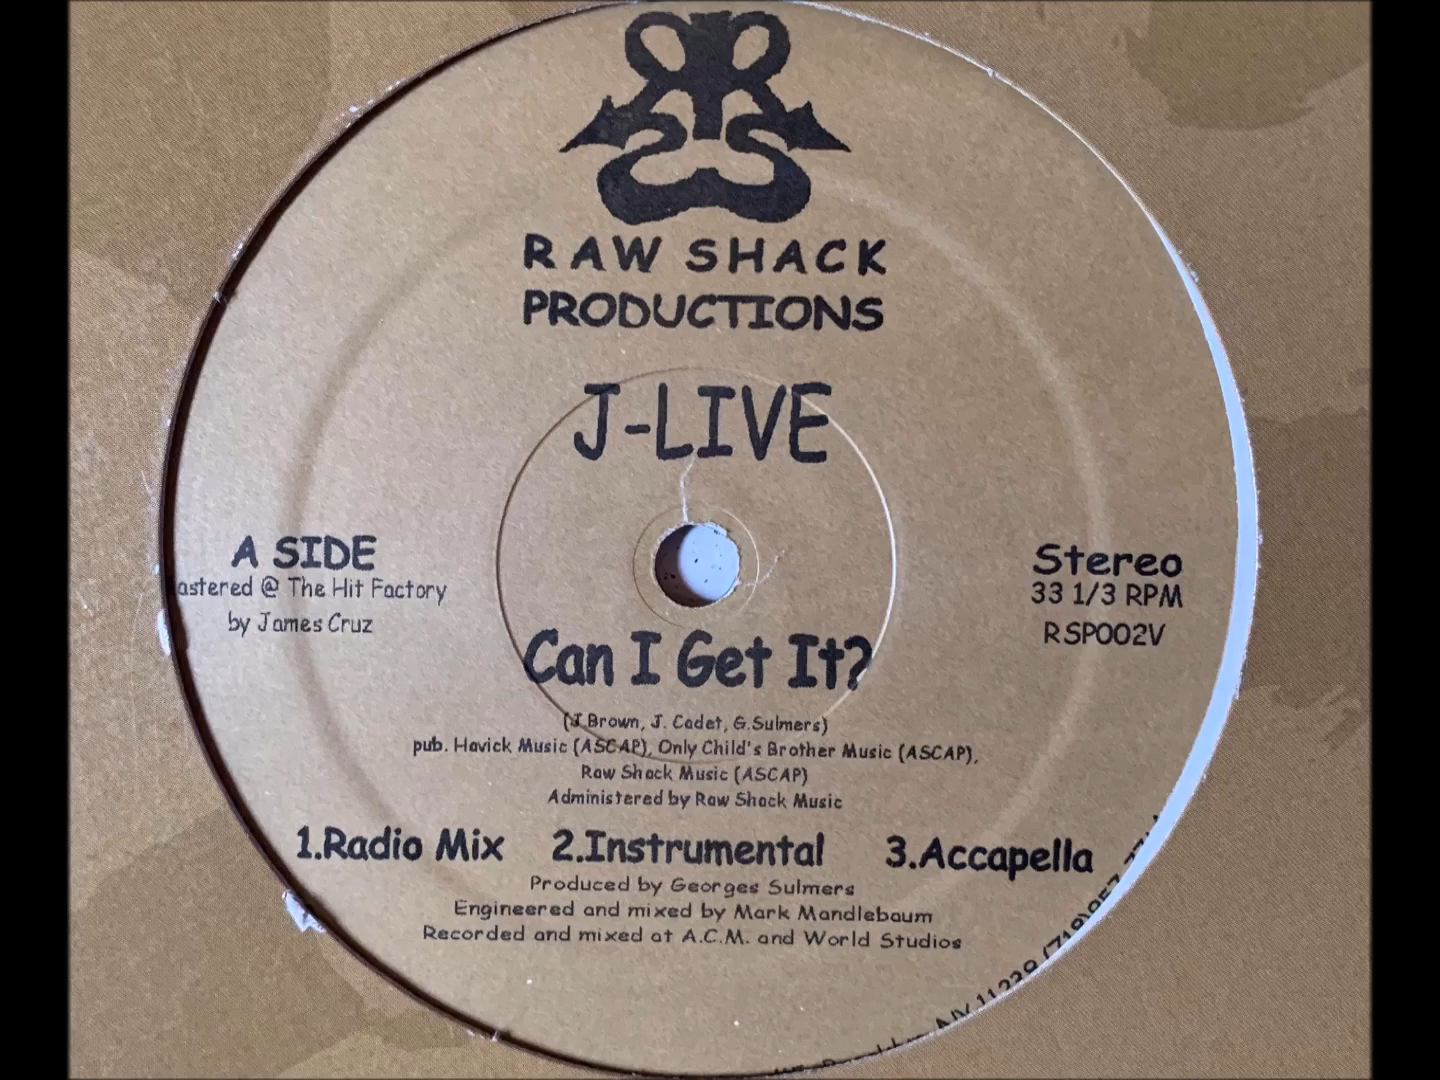 RAW SHACK
PRODUCTIONS
J-LIVE
A SIDE
astered @ The Hit Factory
by James Cruz
Stereo
33 1/3 RPM
RSP002V
Can I Get It?
(J.Brown, J. Cadet, G.Sulmers)
pub. Havick Music (ASCAP), Only Child's Brother Music (ASCAP),
Raw Shack Music (ASCAP)
Administered by Raw Shack Music
1.Radio Mix 2.Instrumental 3.Accapella
Produced by Georges Sulmers
Engineered and mixed by Mark Mandlebaum
Recorded and mixed at A.C.M. and World Studios
NY 11239 (718)